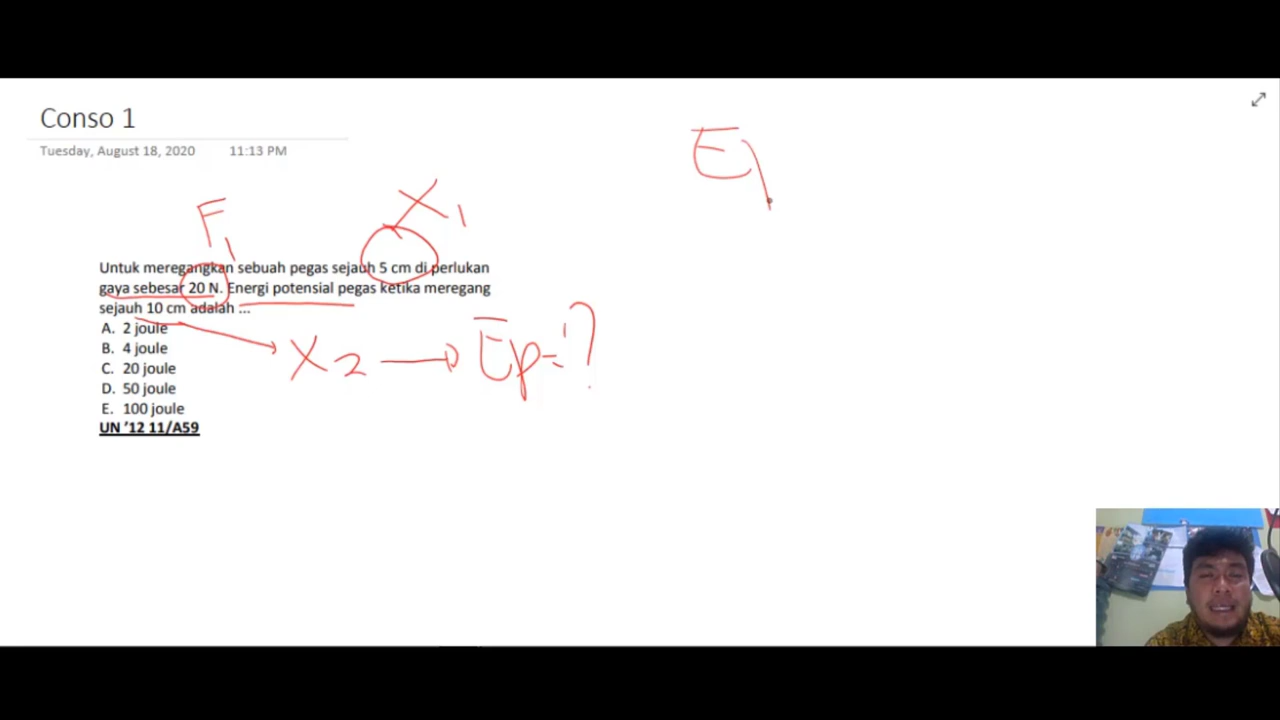 Conso 1
Tuesday, August 18, 2020 11:13 PM
F1
X1
Ep
Untuk meregangkan sebuah pegas sejauh 5 cm di perlukan
gaya sebesar 20 N. Energi potensial pegas ketika meregang
sejauh 10 cm adalah ...
A. 2 joule
B. 4 joule
C. 20 joule
D. 50 joule
E. 100 joule
X2 → Ep = ?
UN '12 11/A59